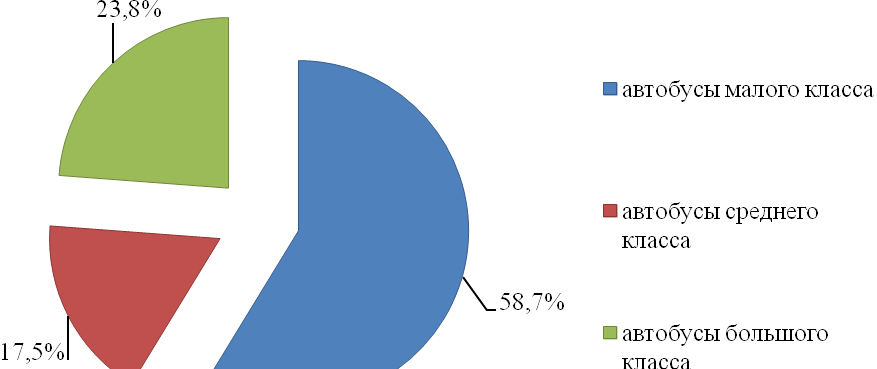 23,8%
автобусы малого класса
автобусы среднего
класса
58,7%
автобусы большого
класса
17,5%